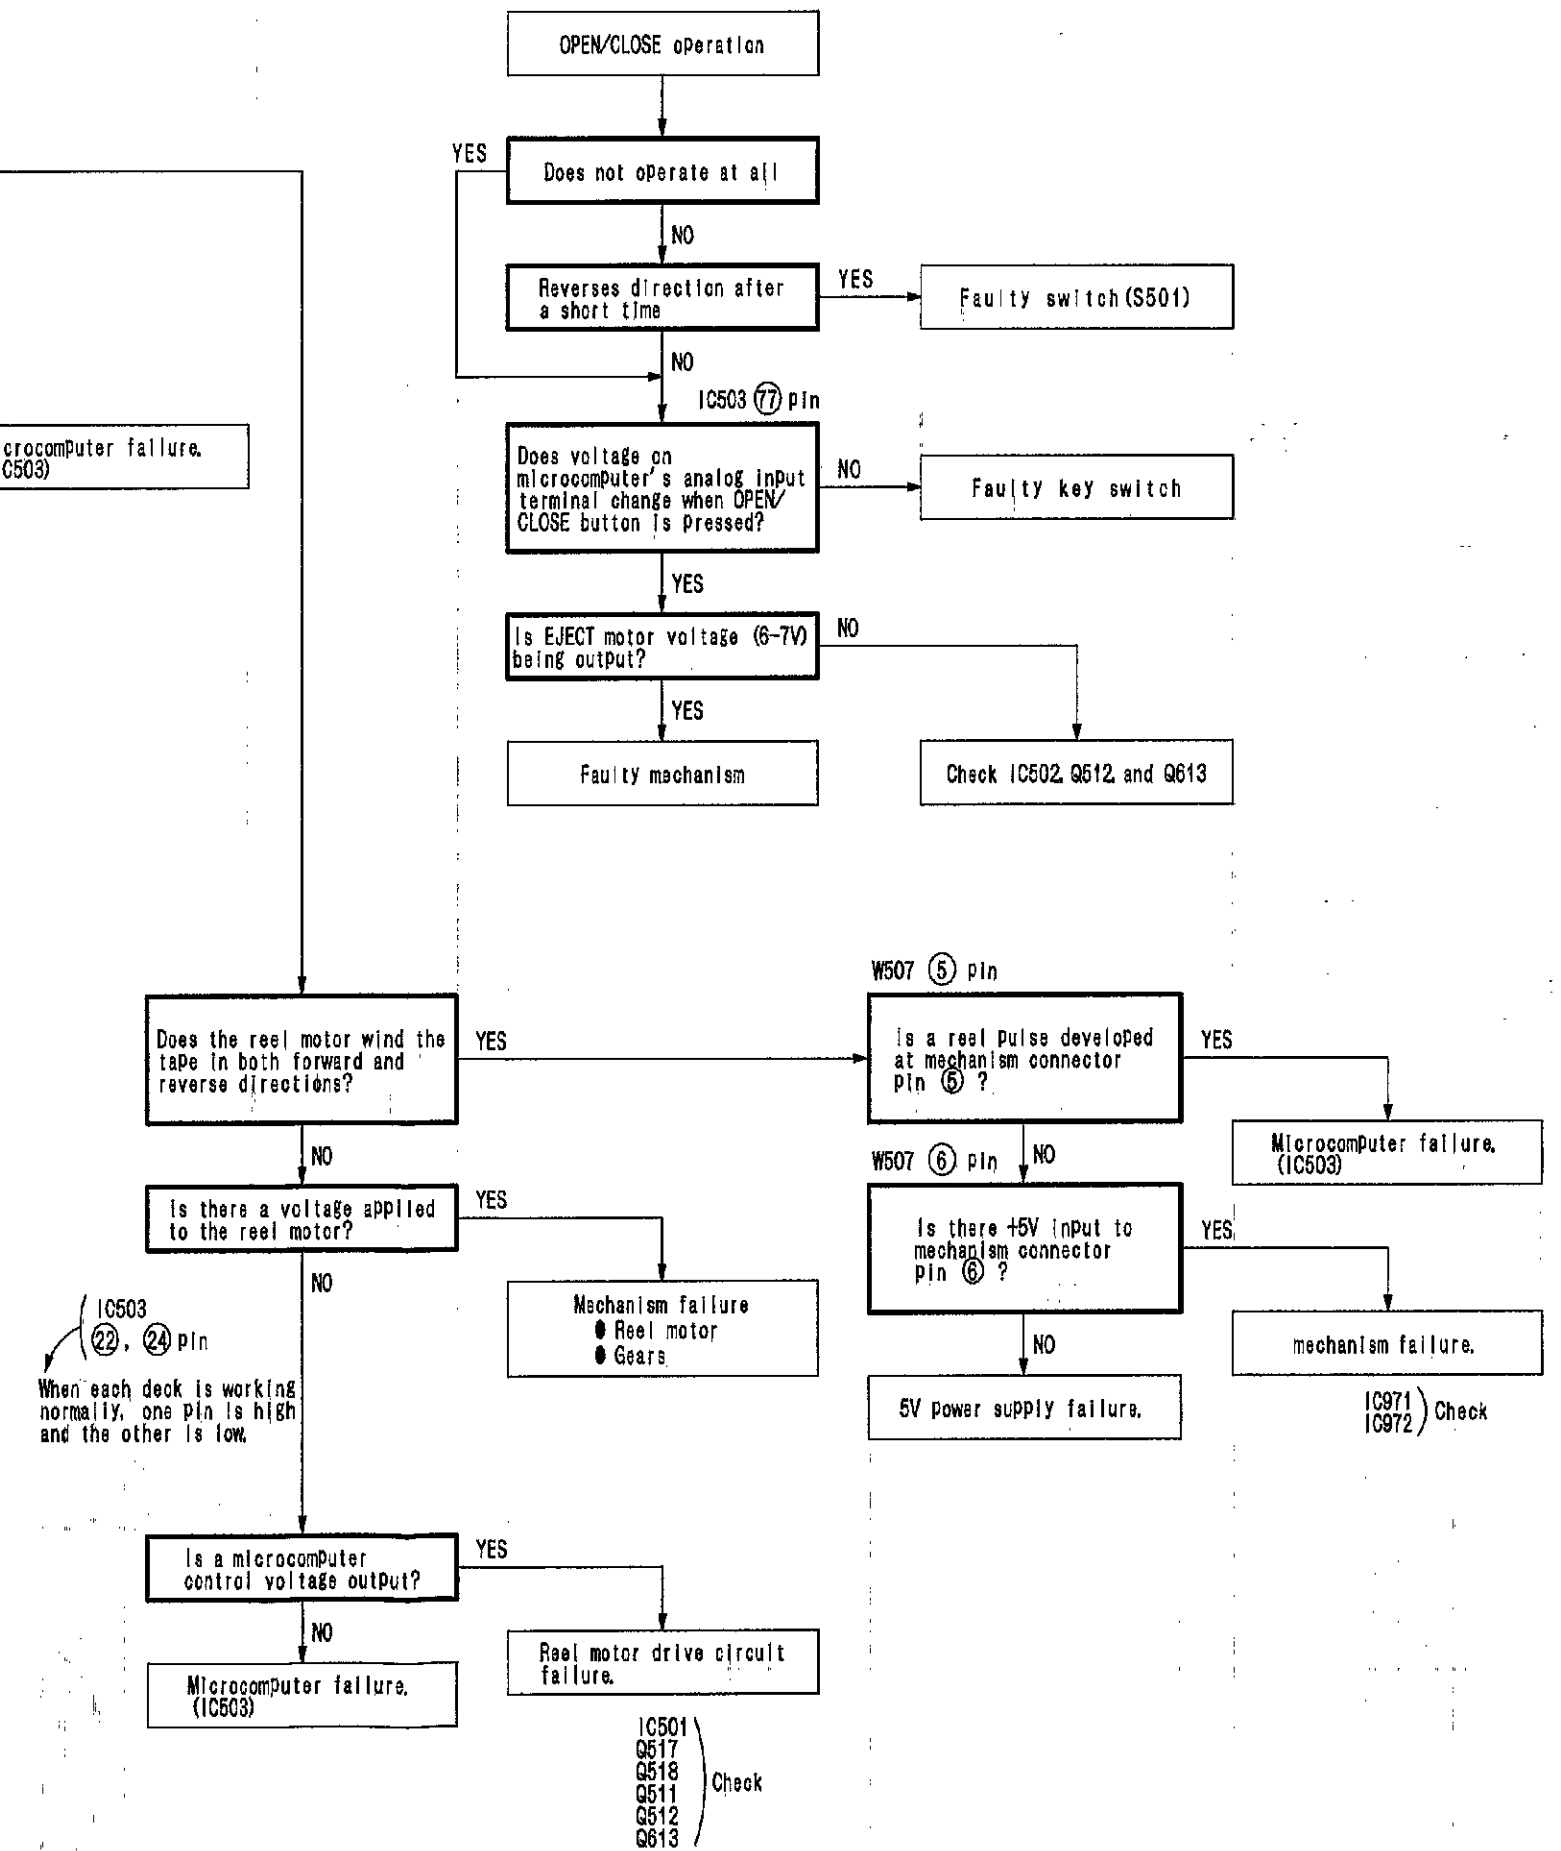 OPEN/CLOSE operation
YES
Does not operate at all
NO
Reverses direction after
a short time
YES
Faulty switch(S501)
NO
IC503 77 pin
crocomputer failure.
C503)
Does voltage on
microcomputer's analog input
terminal change when OPEN/
CLOSE button is pressed?
NO
Faulty key switch
YES
Is EJECT motor voltage (6-7V)
being output?
NO
YES
Faulty mechanism
Check IC502, Q512, and Q613
W507 5 pin
Does the reel motor wind the
tape in both forward and
reverse directions?
YES
Is a reel pulse developed
at mechanism connector
pin 5 ?
YES
NO
W507 6 pin
NO
Microcomputer failure.
(IC503)
Is there a voltage applied
to the reel motor?
YES
Is there +5V input to
mechanism connector
pin 6 ?
YES
NO
IC503
22, 24 pin
When each deck is working
normally, one pin is high
and the other is low.
Mechanism failure
● Reel motor
● Gears
NO
mechanism failure.
5V power supply failure.
IC971
IC972
) Check
Is a microcomputer
control voltage output?
YES
NO
Microcomputer failure.
(IC503)
Reel motor drive circuit
failure.
IC501
Q517
Q518
Q511
Q512
Q613
) Check